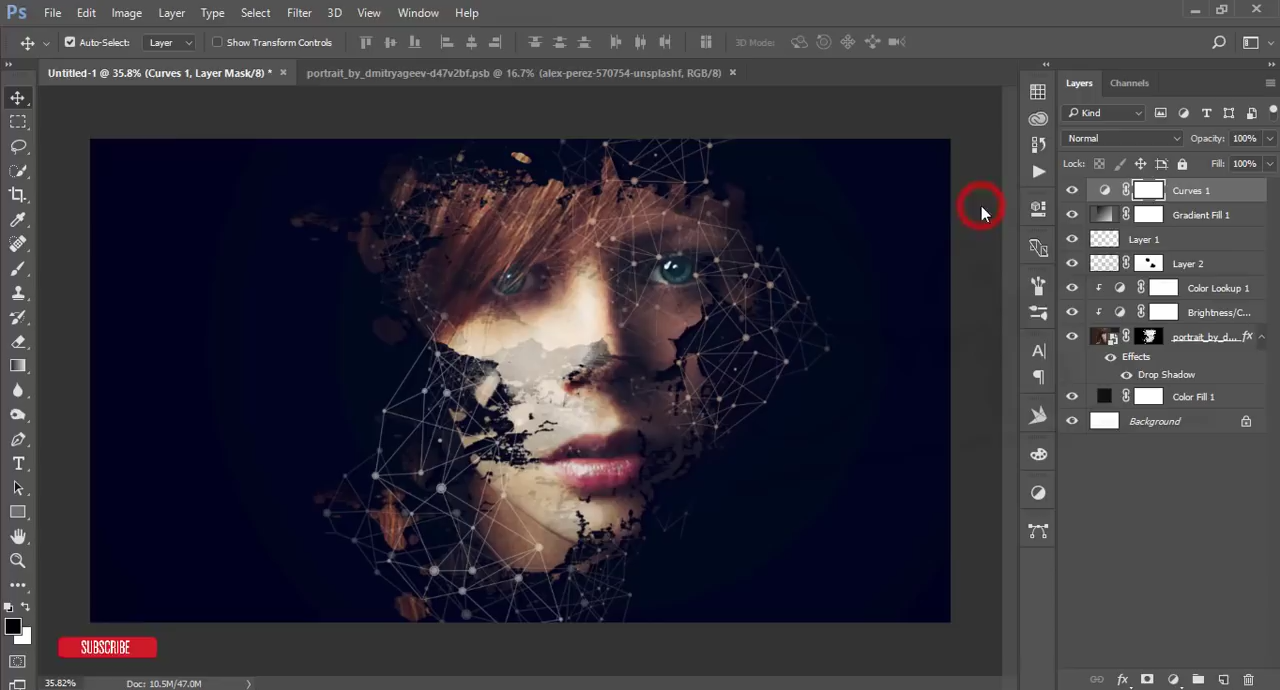 Ps File Edit Image Layer Type Select Filter 3D View Window Help
Auto-Select: Layer Show Transform Controls 3D Mode:
Untitled-1 @ 35.8% (Curves 1, Layer Mask/8) * × portrait_by_dmitryageev-d47v2bf.psb @ 16.7% (alex-perez-570754-unsplashf, RGB/8) ×
Layers Channels
Kind
Normal Opacity: 100%
Lock: Fill: 100%
Curves 1
Gradient Fill 1
Layer 1
Layer 2
Color Lookup 1
Brightness/C...
portrait_by_d... fx
Effects
Drop Shadow
Color Fill 1
Background
SUBSCRIBE
35.82% Doc: 10.5M/47.0M